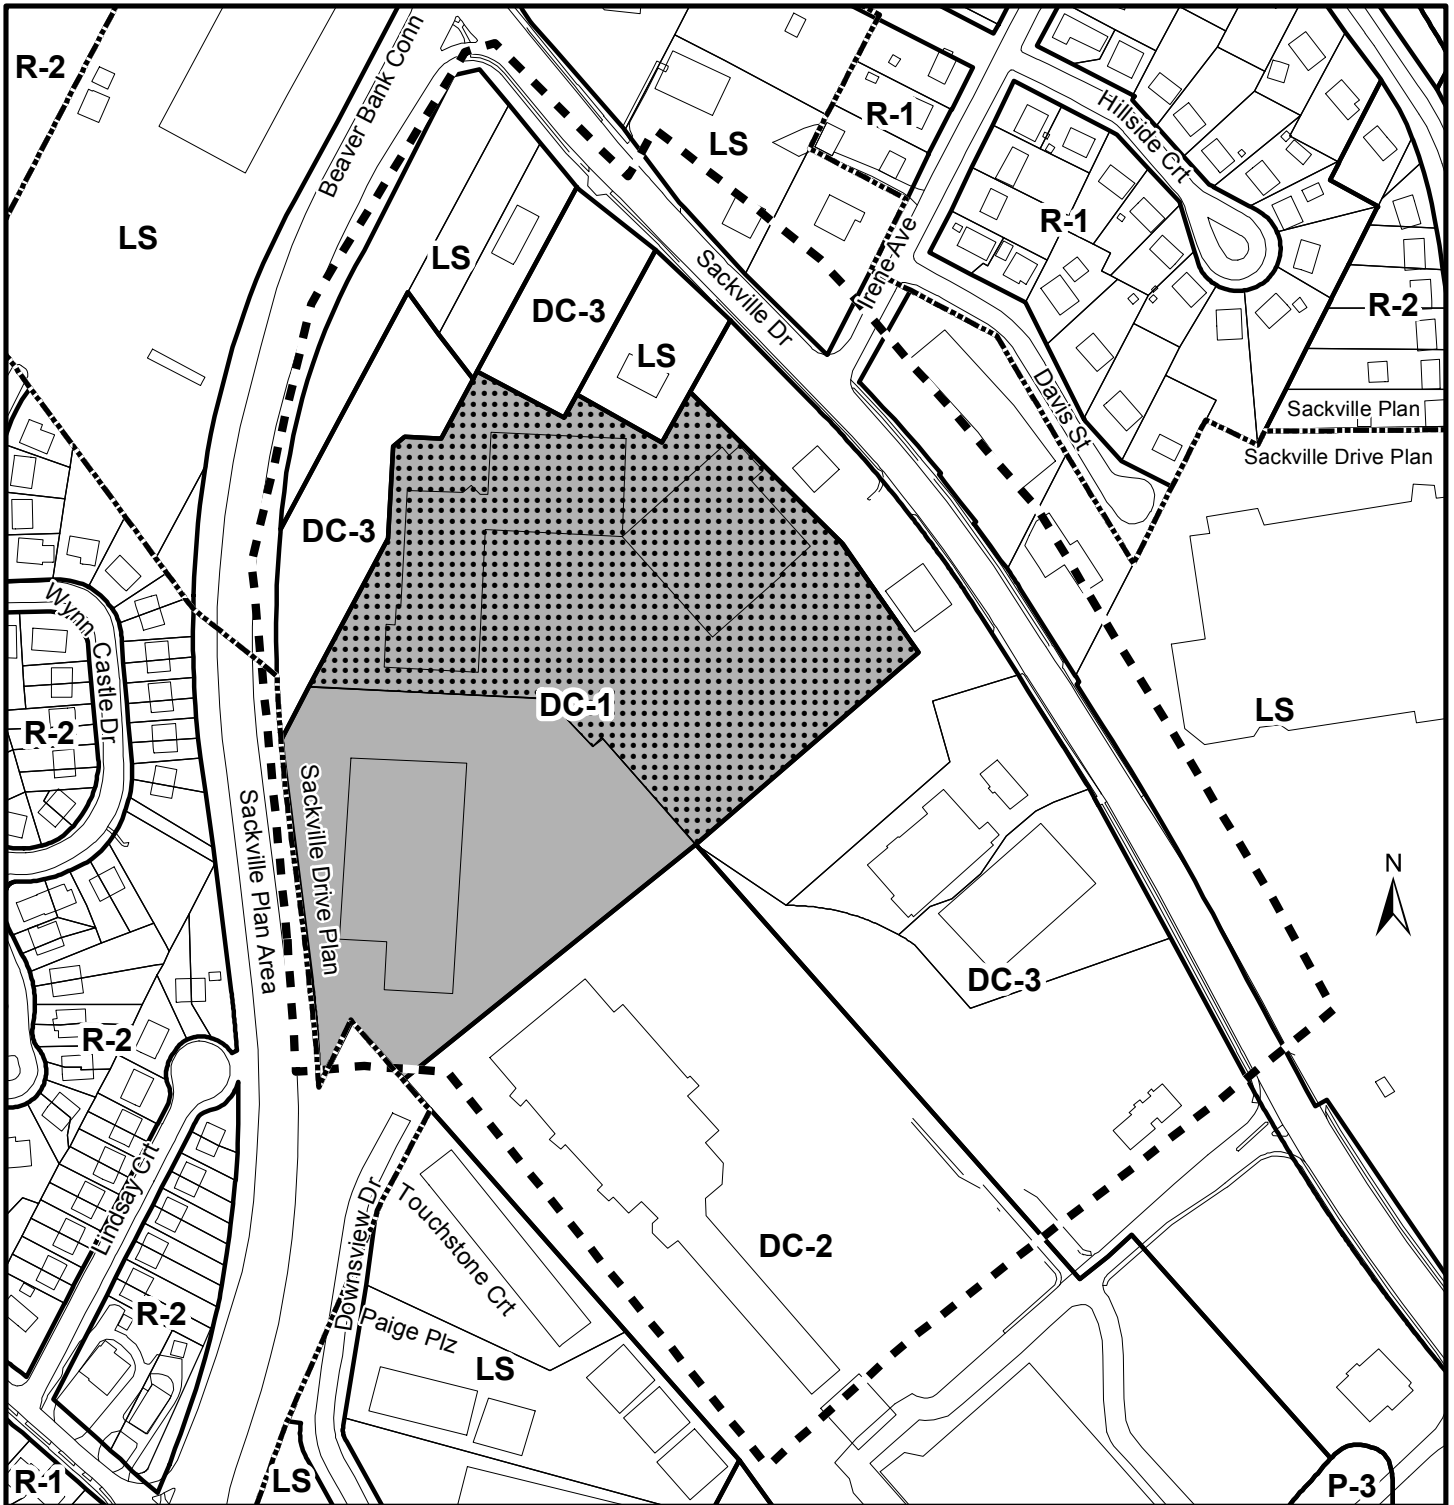 R-2
Beaver Bank Conn
LS
R-1
Hillside Crt
R-1
LS
LS
Irene Ave
Sackville Dr
DC-3
R-2
LS
Davis St
Sackville Plan
Sackville Drive Plan
DC-3
Wynn Castle Dr
DC-1
LS
R-2
Sackville Plan Area
Sackville Drive Plan
N
DC-3
R-2
Lindsay Crt
Downsview Dr
Touchstone Crt
DC-2
R-2
Paige Plz
LS
R-1
LS
P-3